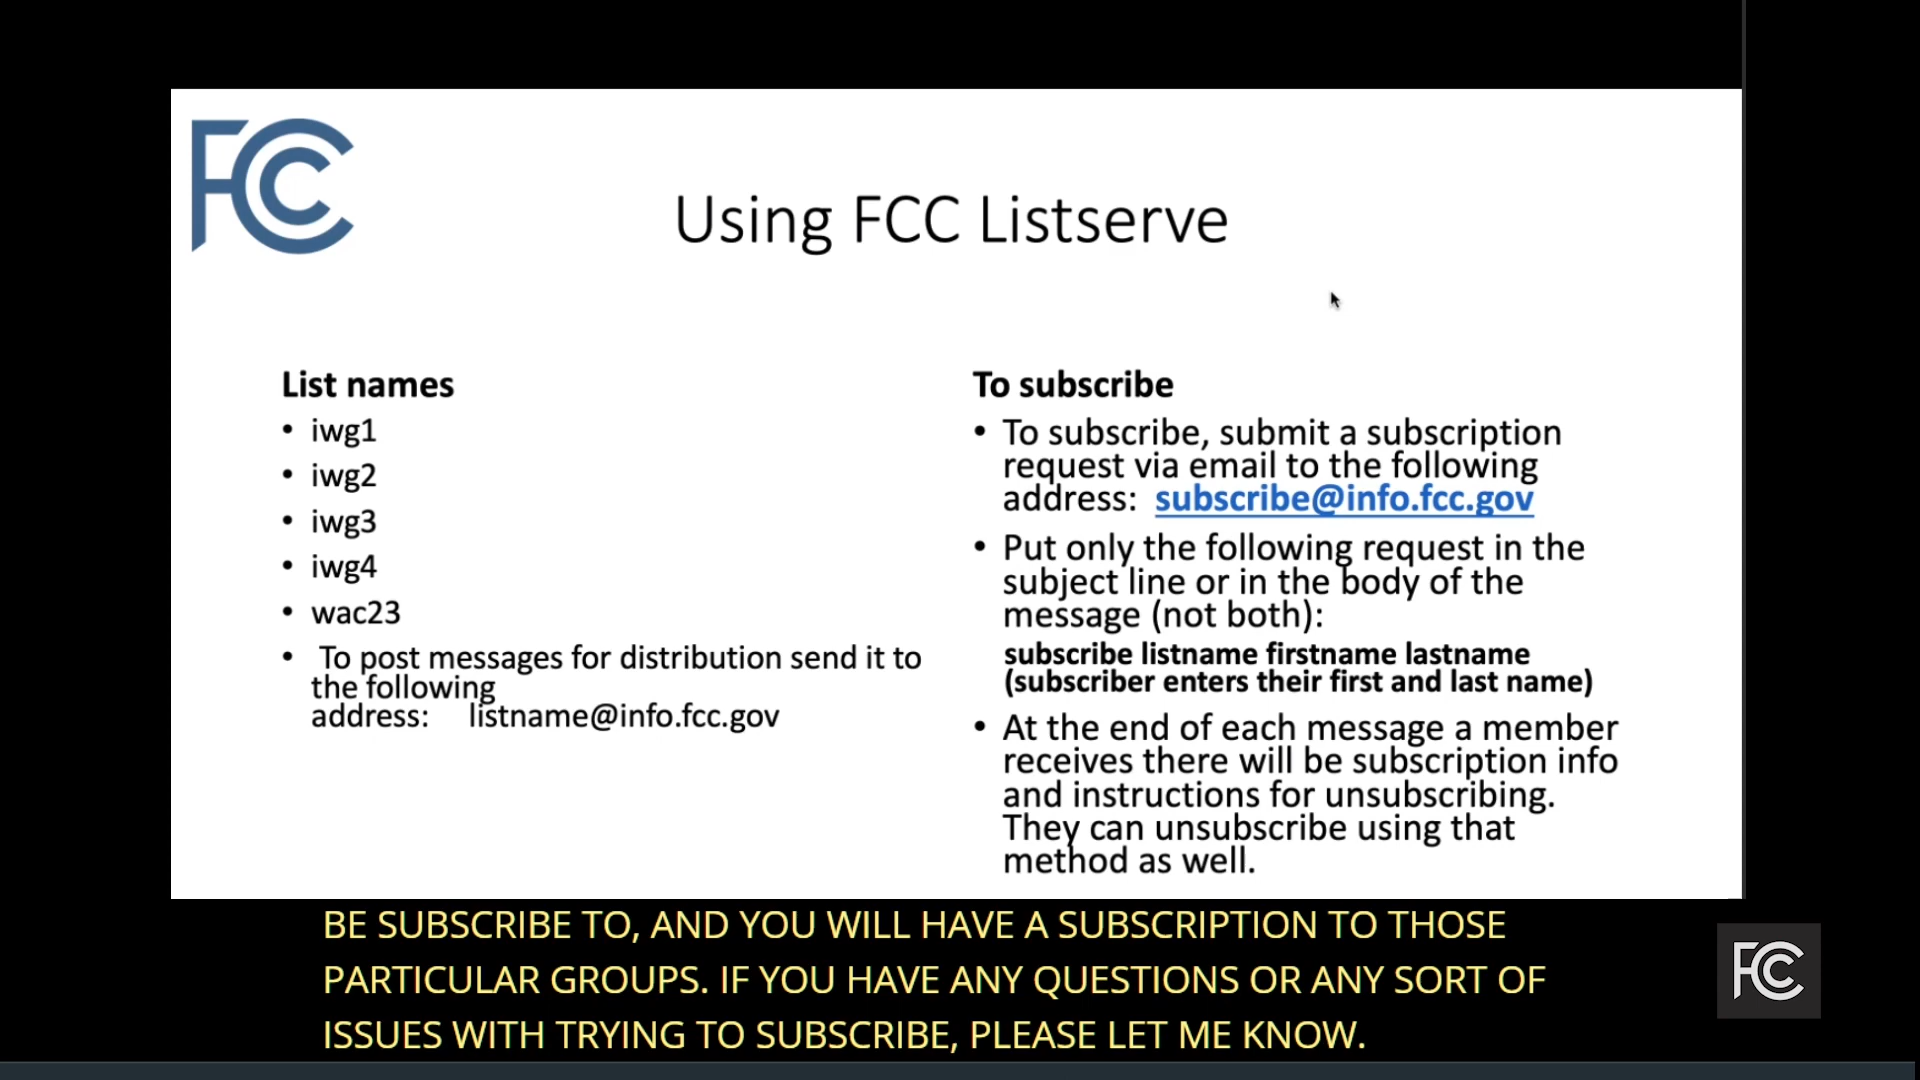 FCC
Using FCC Listserve
List names
• iwg1
• iwg2
• iwg3
• iwg4
• wac23
• To post messages for distribution send it to
the following
address: listname@info.fcc.gov
To subscribe
• To subscribe, submit a subscription
request via email to the following
address: subscribe@info.fcc.gov
• Put only the following request in the
subject line or in the body of the
message (not both):
subscribe listname firstname lastname
(subscriber enters their first and last name)
• At the end of each message a member
receives there will be subscription info
and instructions for unsubscribing.
They can unsubscribe using that
method as well.
BE SUBSCRIBE TO, AND YOU WILL HAVE A SUBSCRIPTION TO THOSE
PARTICULAR GROUPS. IF YOU HAVE ANY QUESTIONS OR ANY SORT OF
ISSUES WITH TRYING TO SUBSCRIBE, PLEASE LET ME KNOW.
FCC